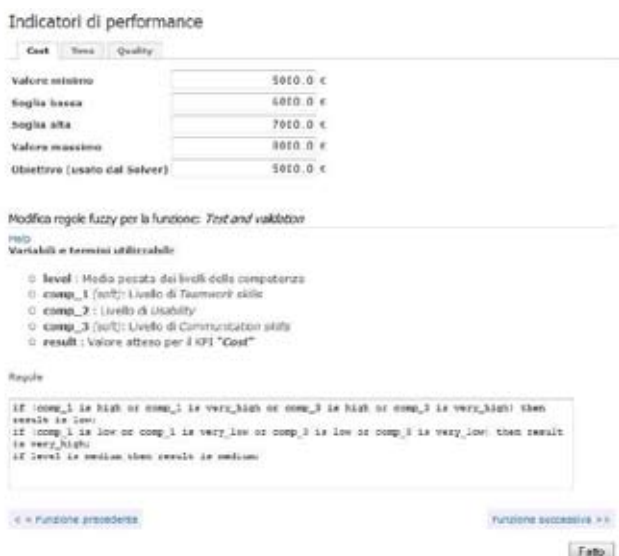 Indicatori di performance
Cost Time Quality
Valore minimo 5000.0 €
Soglia bassa 6000.0 €
Soglia alta 7000.0 €
Valore massimo 8000.0 €
Obiettivo (usato dal Solver) 5000.0 €
Modifica regole fuzzy per la funzione: Test and validation
Help
Variabili e termini utilizzabile
level : Media pesata dei livelli delle competenze
comp_1 (soft): Livello di Teamwork skills
comp_2 : Livello di Usability
comp_3 (soft): Livello di Communication skills
result : Valore atteso per il KPI "Cost"
Regole
if (comp_1 is high or comp_1 is very_high or comp_3 is high or comp_3 is very_high) then
result is low;
if (comp_1 is low or comp_1 is very_low or comp_3 is low or comp_3 is very_low) then result
is very_high;
if level is medium then result is medium;
< < Funzione precedente
Funzione successiva > >
Fatto